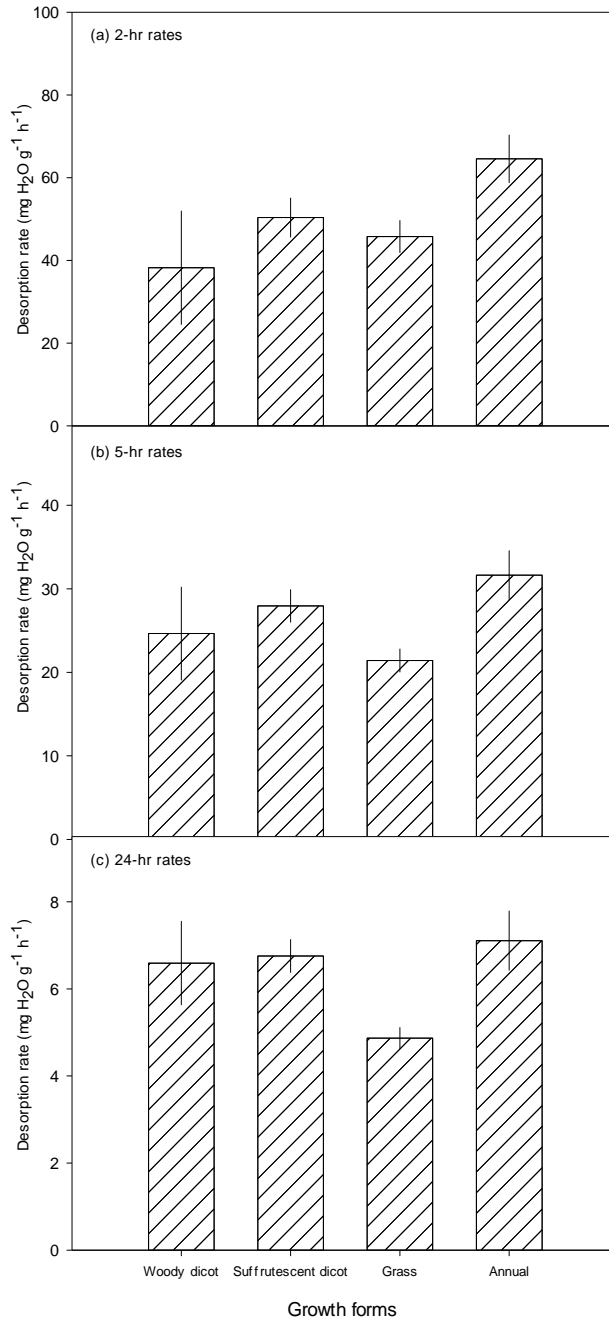 100
(a) 2-hr rates
80
60
40
20
0
Desorption rate (mg H2O g-1 h-1)
(b) 5-hr rates
40
30
20
10
0
Desorption rate (mg H2O g-1 h-1)
(c) 24-hr rates
8
6
4
2
0
Desorption rate (mg H2O g-1 h-1)
Woody dicot Suffrutescent dicot Grass Annual
Growth forms